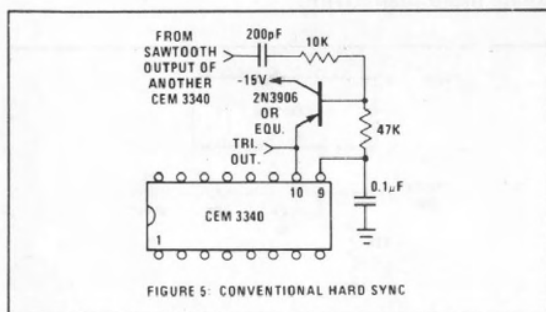 FROM
SAWTOOTH
OUTPUT OF
ANOTHER
CEM 3340
200pF
10K
-15V
2N3906
OR
EQU.
TRI.
OUT.
47K
0.1µF
10 9
CEM 3340
1
FIGURE 5: CONVENTIONAL HARD SYNC